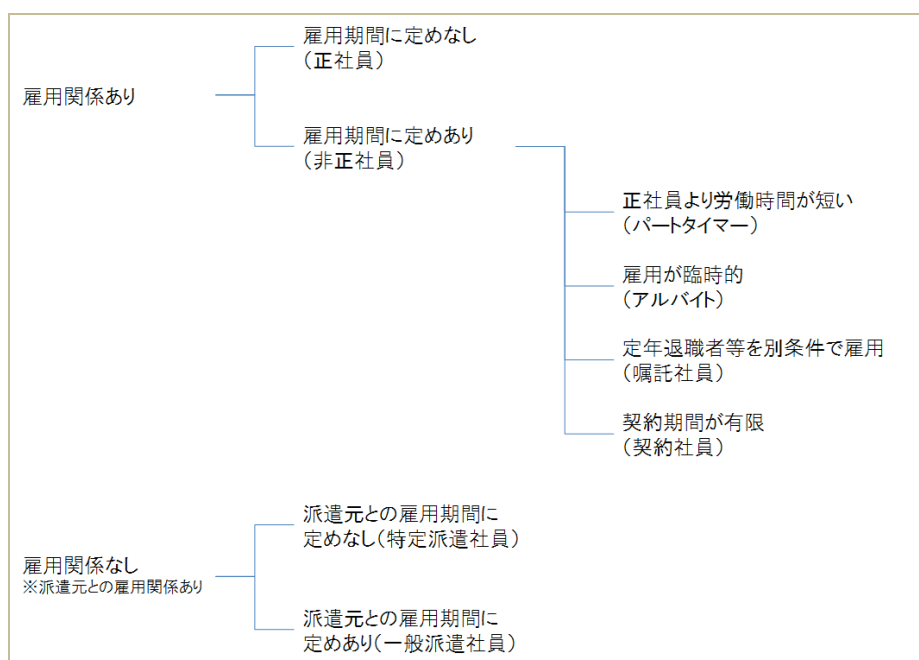 雇用期間に定めなし
（正社員）
雇用関係あり
雇用期間に定めあり
（非正社員）
正社員より労働時間が短い
（パートタイマー）
雇用が臨時的
（アルバイト）
定年退職者等を別条件で雇用
（嘱託社員）
契約期間が有限
（契約社員）
派遣元との雇用期間に
定めなし（特定派遣社員）
雇用関係なし
※派遣元との雇用関係あり
派遣元との雇用期間に
定めあり（一般派遣社員）